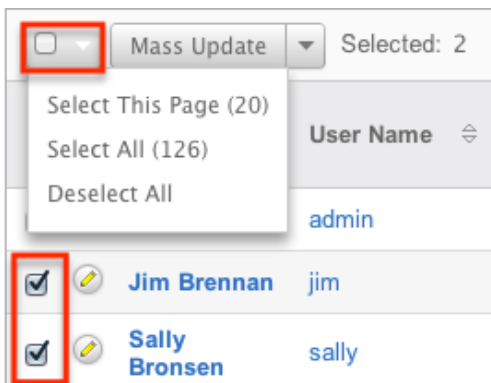 Mass Update Selected: 2
Select This Page (20)
Select All (126)
Deselect All
User Name
admin
Jim Brennan jim
Sally Bronsen sally